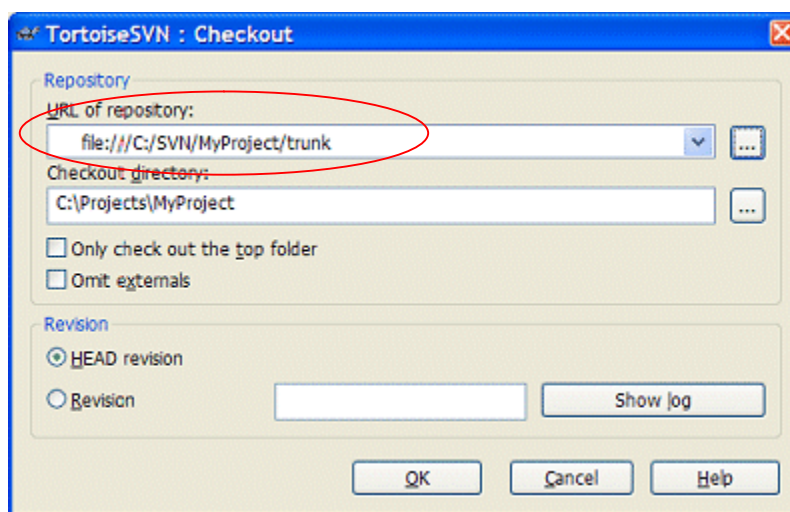 TortoiseSVN : Checkout
Repository
URL of repository:
file:///C:/SVN/MyProject/trunk
...
Checkout directory:
C:\Projects\MyProject
...
Only check out the top folder
Omit externals
Revision
HEAD revision
Revision
Show log
OK Cancel Help